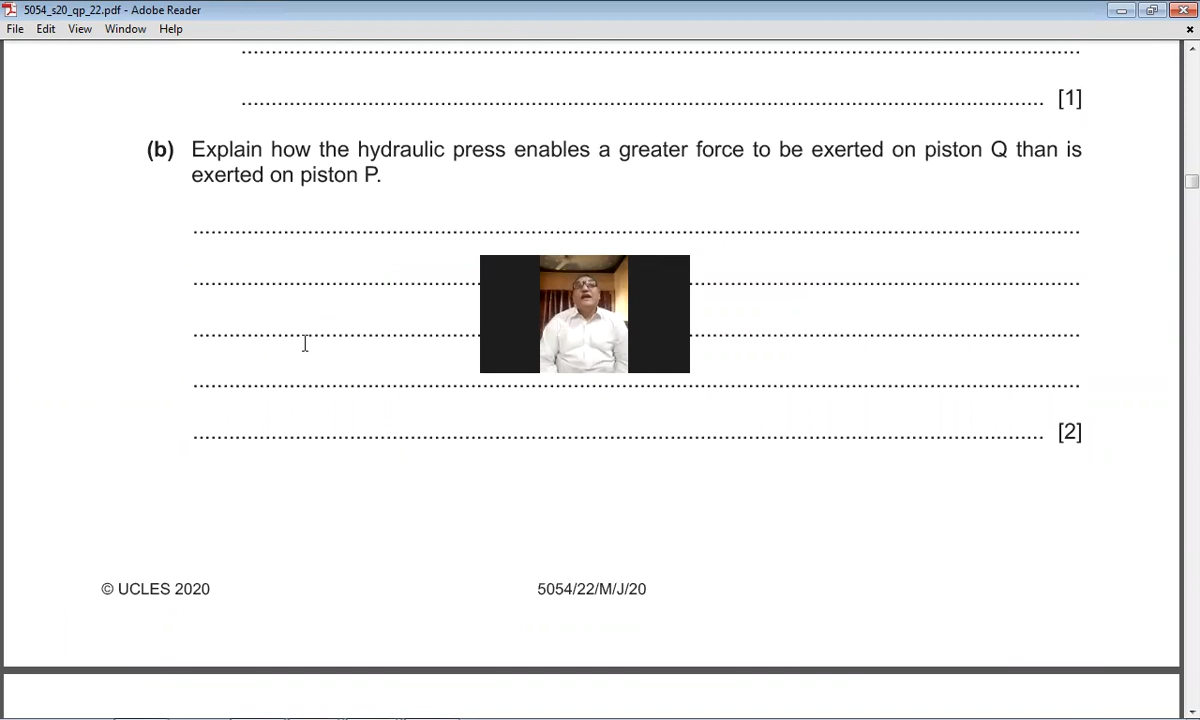 5054_s20_qp_22.pdf - Adobe Reader
File Edit View Window Help
[1]
(b) Explain how the hydraulic press enables a greater force to be exerted on piston Q than is
exerted on piston P.
[2]
© UCLES 2020 5054/22/M/J/20